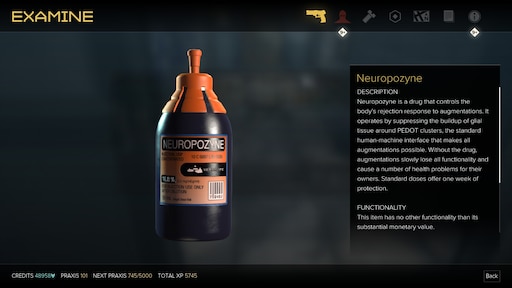 EXAMINE
NEUROPOZYNE
Neuropozyne
DESCRIPTION
Neuropozyne is a drug that controls the
body's rejection response to augmentations. It
operates by suppressing the buildup of glial
tissue around PEDOT clusters, the standard
human-machine interface that makes all
augmentations possible. Without the drug,
augmentations slowly lose all functionality and
cause a number of health problems for their
owners. Standard doses offer one week of
protection.
FUNCTIONALITY
This item has no other functionality than its
substantial monetary value.
CREDITS 48958 PRAXIS 101 NEXT PRAXIS 745/5000 TOTAL XP 5745
Back